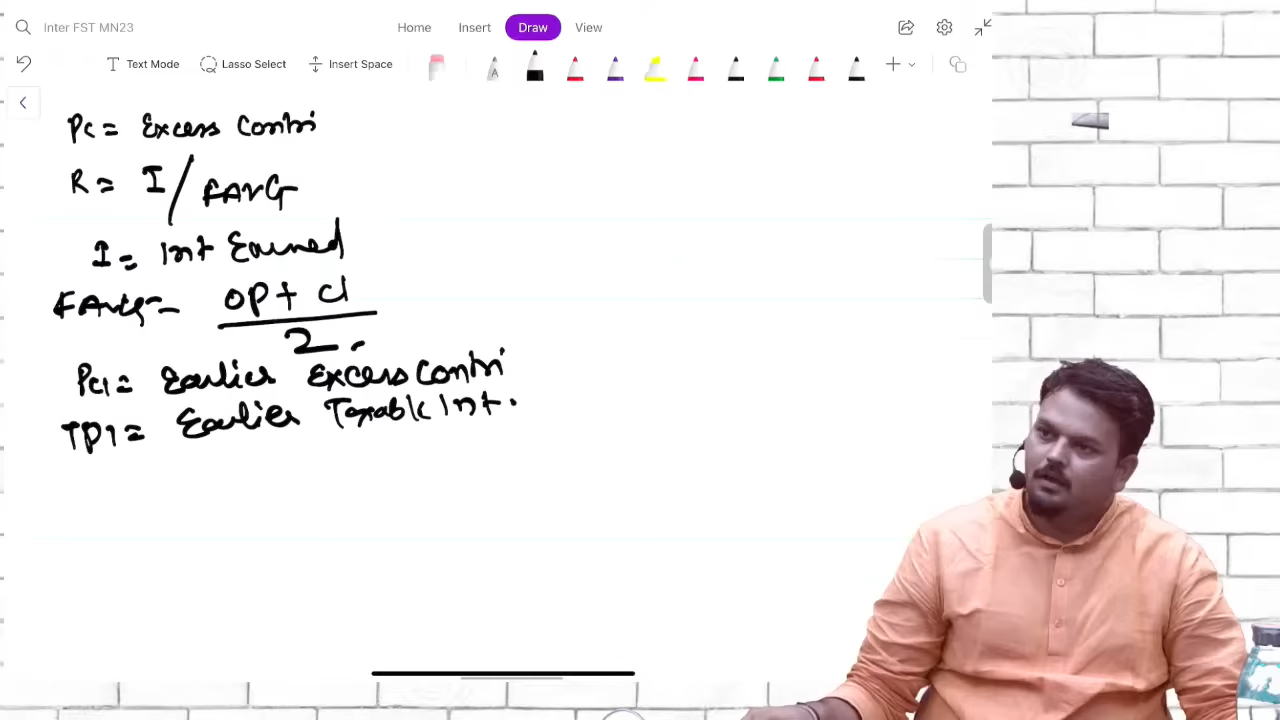 Inter FST MN23
Home Insert Draw View
Text Mode Lasso Select Insert Space
A
PC = Excess Contri
R = I / FAVG
I = Int Earned
FAVG = OP + Cl
2.
PC1 = Earlier Excess Contri
TP1 = Earlier Taxable Int.